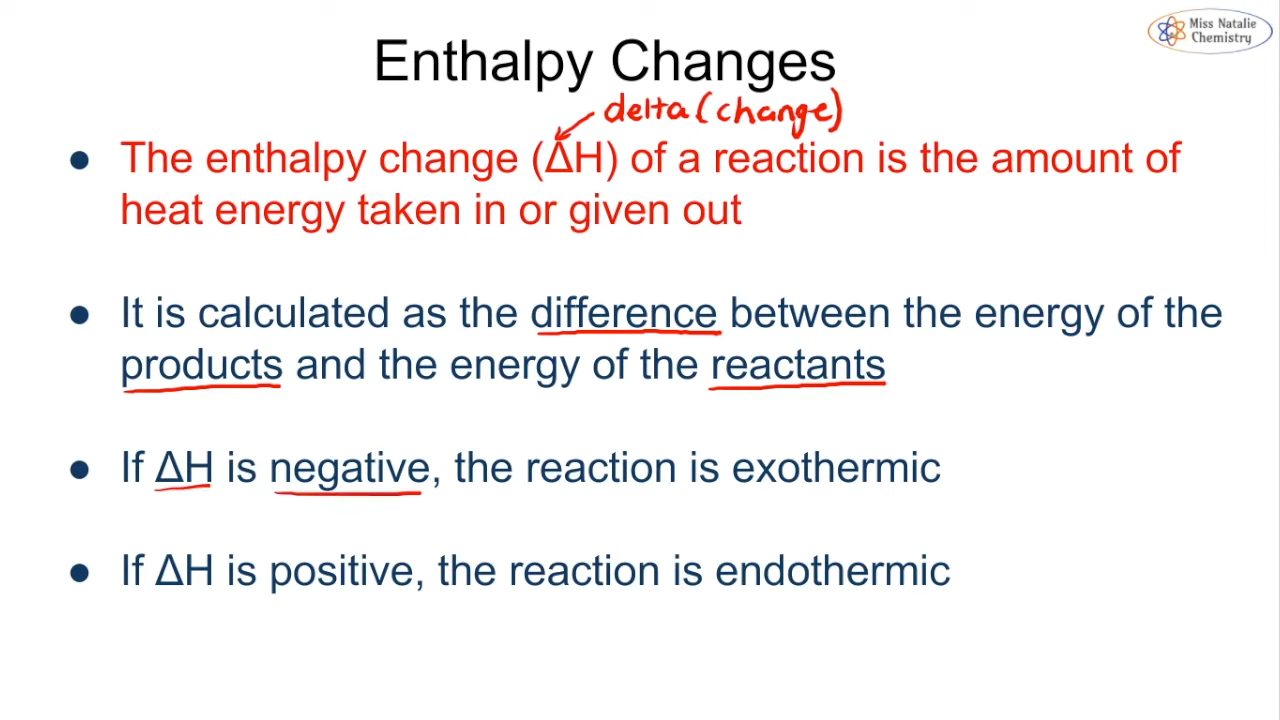 Miss Natalie
Chemistry
Enthalpy Changes
delta (change)
● The enthalpy change (ΔH) of a reaction is the amount of
heat energy taken in or given out
● It is calculated as the difference between the energy of the
products and the energy of the reactants
● If ΔH is negative, the reaction is exothermic
● If ΔH is positive, the reaction is endothermic